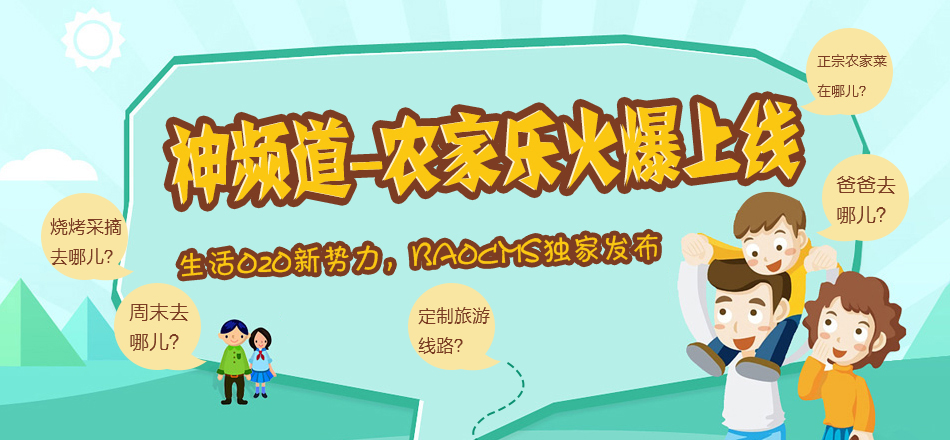 正宗农家菜
在哪儿?
神频道-农家乐火爆上线
爸爸去
哪儿?
烧烤采摘
去哪儿?
生活O2O新势力，BAOCMS独家发布
周末去
哪儿?
定制旅游
线路?